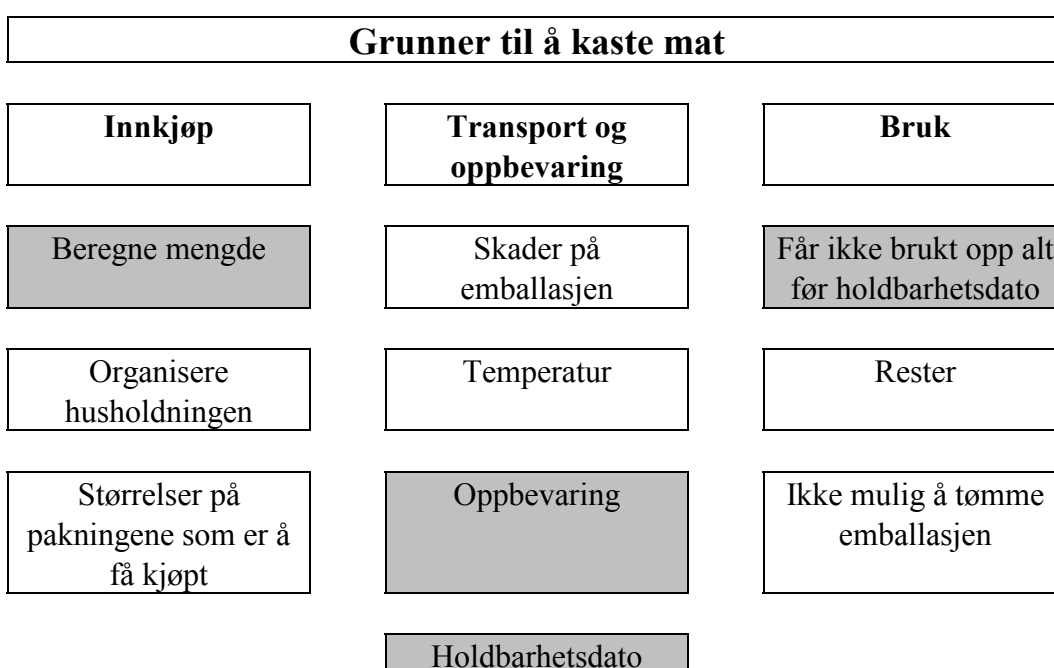 Grunner til å kaste mat
Innkjøp
Transport og
oppbevaring
Bruk
Beregne mengde
Skader på
emballasjen
Får ikke brukt opp alt
før holdbarhetsdato
Organisere
husholdningen
Temperatur
Rester
Størrelser på
pakningene som er å
få kjøpt
Oppbevaring
Ikke mulig å tømme
emballasjen
Holdbarhetsdato